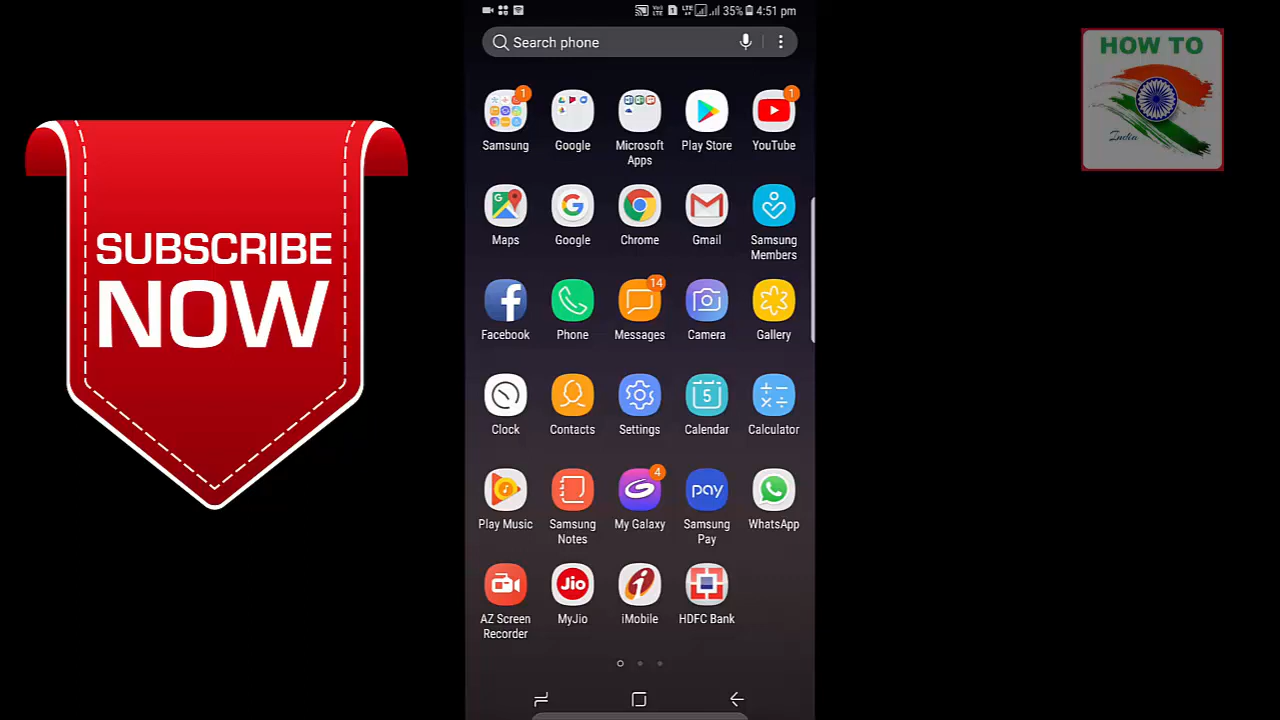 35% 4:51 pm
Search phone
HOW TO
India
SUBSCRIBE
NOW
1
1
Samsung
Google
Microsoft
Apps
Play Store
YouTube
Maps
Google
Chrome
Gmail
Samsung
Members
14
Facebook
Phone
Messages
Camera
Gallery
5
Clock
Contacts
Settings
Calendar
Calculator
4
pay
Play Music
Samsung
Notes
My Galaxy
Samsung
Pay
WhatsApp
Jio
AZ Screen
Recorder
MyJio
iMobile
HDFC Bank